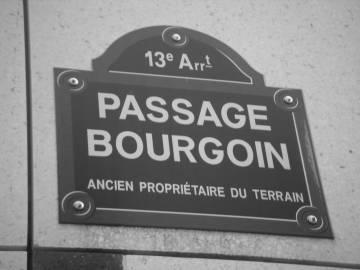 13e Arrt
PASSAGE
BOURGOIN
ANCIEN PROPRIÉTAIRE DU TERRAIN